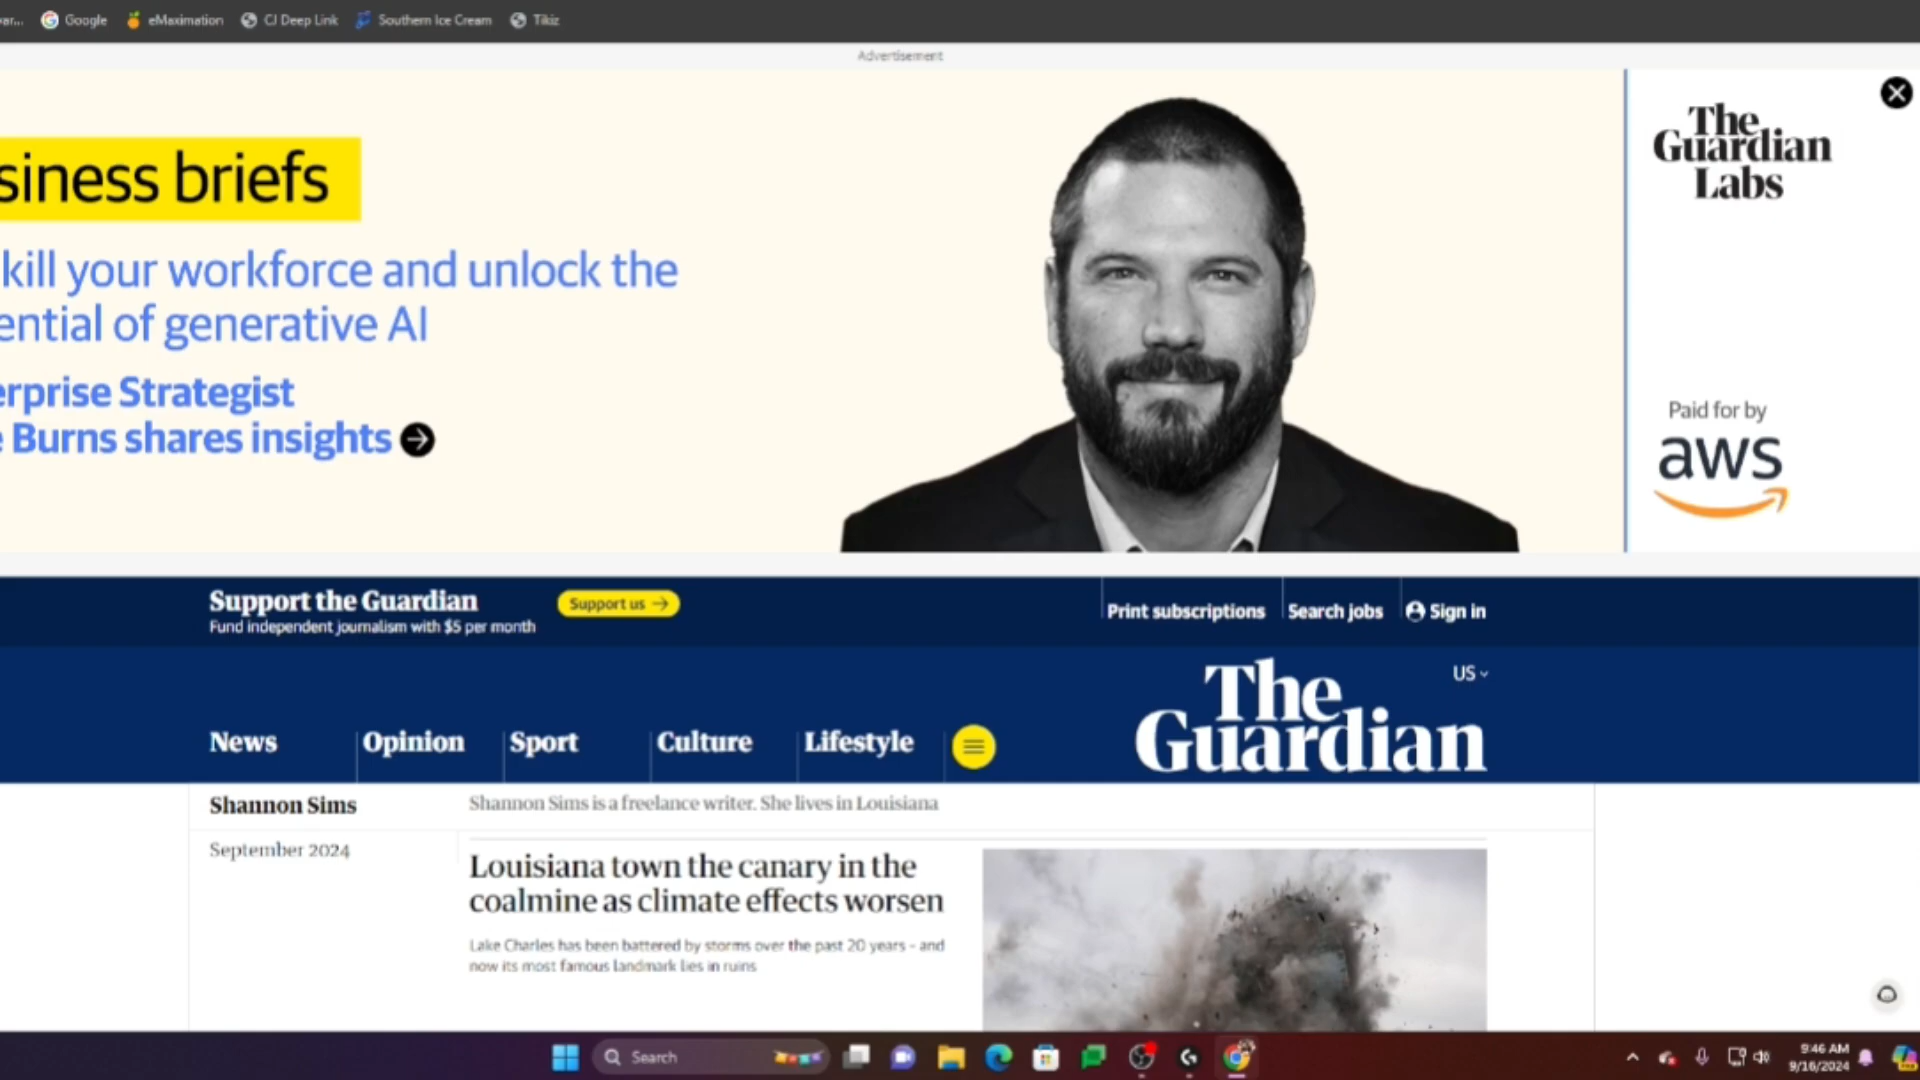 Google eMaximation CJ Deep Link Southern Ice Cream Tikiz
Advertisement
siness briefs
kill your workforce and unlock the
ential of generative AI
erprise Strategist
e Burns shares insights
The
Guardian
Labs
Paid for by
aws
Support the Guardian
Fund independent journalism with $5 per month
Support us
Print subscriptions
Search jobs
Sign in
US
The
Guardian
News
Opinion
Sport
Culture
Lifestyle
Shannon Sims
Shannon Sims is a freelance writer. She lives in Louisiana
September 2024
Louisiana town the canary in the
coalmine as climate effects worsen
Lake Charles has been battered by storms over the past 20 years - and
now its most famous landmark lies in ruins
Search
9:46 AM
9/16/2024